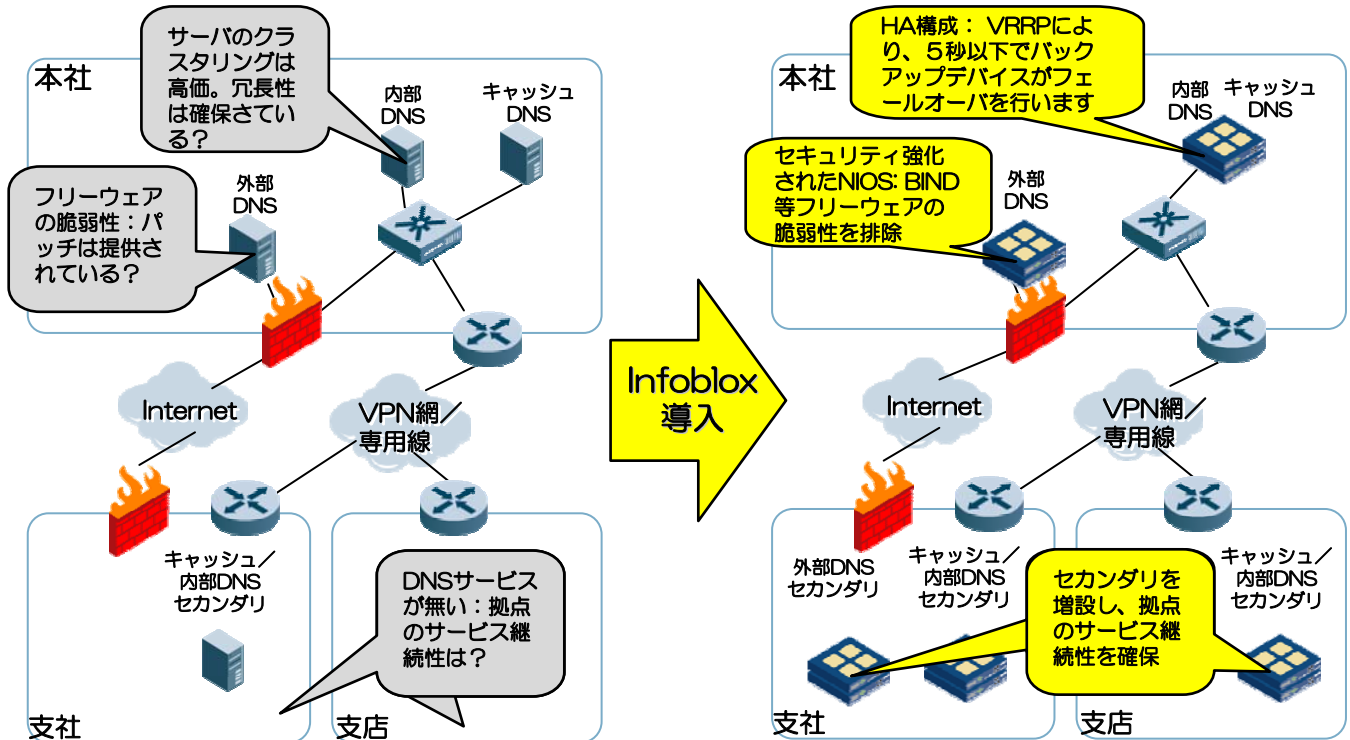 本社
サーバのクラ
スタリングは
高価。冗長性
は確保さてい
る?
内部
DNS
キャッシュ
DNS
フリーウェア
の脆弱性：パ
ッチは提供さ
れている?
外部
DNS
Internet
VPN網／
専用線
キャッシュ／
内部DNS
セカンダリ
DNSサービス
が無い：拠点
のサービス継
続性は?
支社
支店
Infoblox
導入
本社
HA構成： VRRPによ
り、５秒以下でバック
アップデバイスがフェ
ールオーバを行います
内部
DNS
キャッシュ
DNS
セキュリティ強化
されたNIOS: BIND
等フリーウェアの
脆弱性を排除
外部
DNS
Internet
VPN網／
専用線
外部DNS
セカンダリ
キャッシュ／
内部DNS
セカンダリ
セカンダリを
増設し、拠点
のサービス継
続性を確保
キャッシュ／
内部DNS
セカンダリ
支社
支店